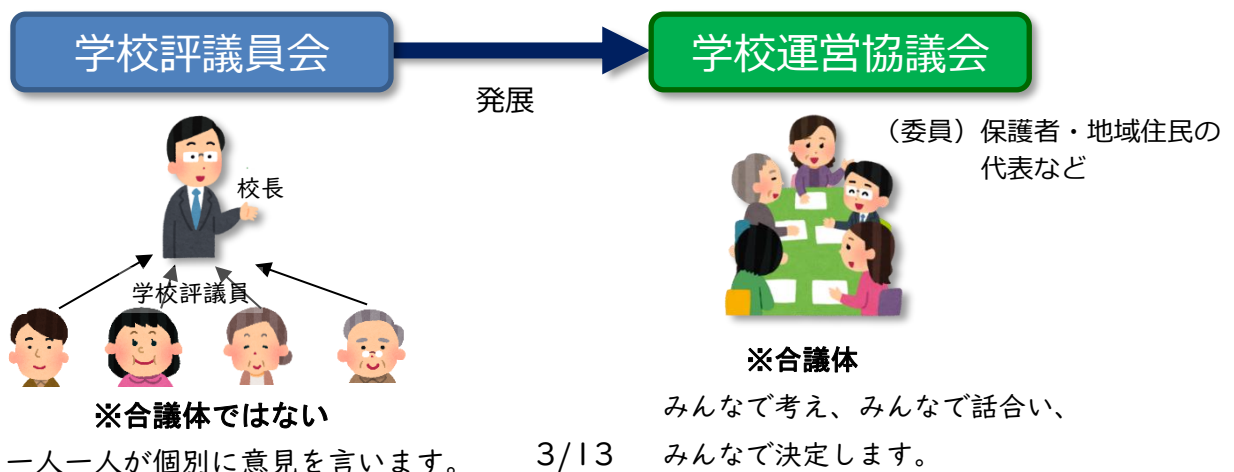 学校評議員会
学校運営協議会
発展
校長
学校評議員
（委員）保護者・地域住民の
代表など
※合議体ではない
一人一人が個別に意見を言います。
※合議体
みんなで考え、みんなで話合い、
みんなで決定します。
3/13